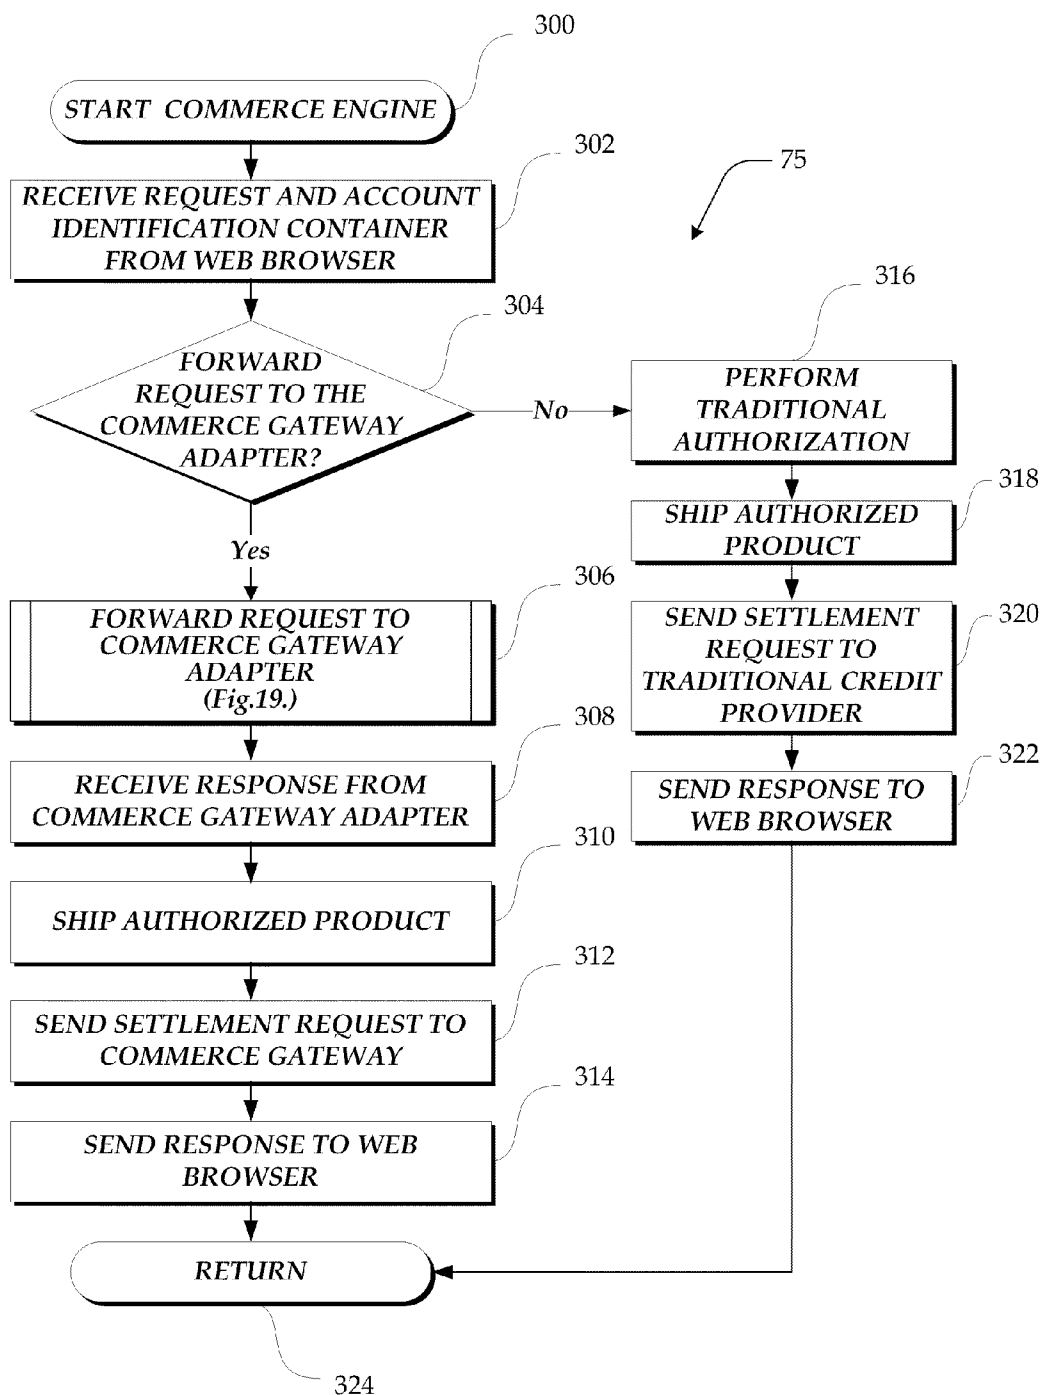 300
START COMMERCE ENGINE
302
RECEIVE REQUEST AND ACCOUNT
IDENTIFICATION CONTAINER
FROM WEB BROWSER
75
304
FORWARD
REQUEST TO THE
COMMERCE GATEWAY
ADAPTER?
No
Yes
306
FORWARD REQUEST TO
COMMERCE GATEWAY
ADAPTER
(Fig.19.)
308
RECEIVE RESPONSE FROM
COMMERCE GATEWAY ADAPTER
310
SHIP AUTHORIZED PRODUCT
312
SEND SETTLEMENT REQUEST TO
COMMERCE GATEWAY
314
SEND RESPONSE TO WEB
BROWSER
316
PERFORM
TRADITIONAL
AUTHORIZATION
318
SHIP AUTHORIZED
PRODUCT
320
SEND SETTLEMENT
REQUEST TO
TRADITIONAL CREDIT
PROVIDER
322
SEND RESPONSE TO
WEB BROWSER
RETURN
324